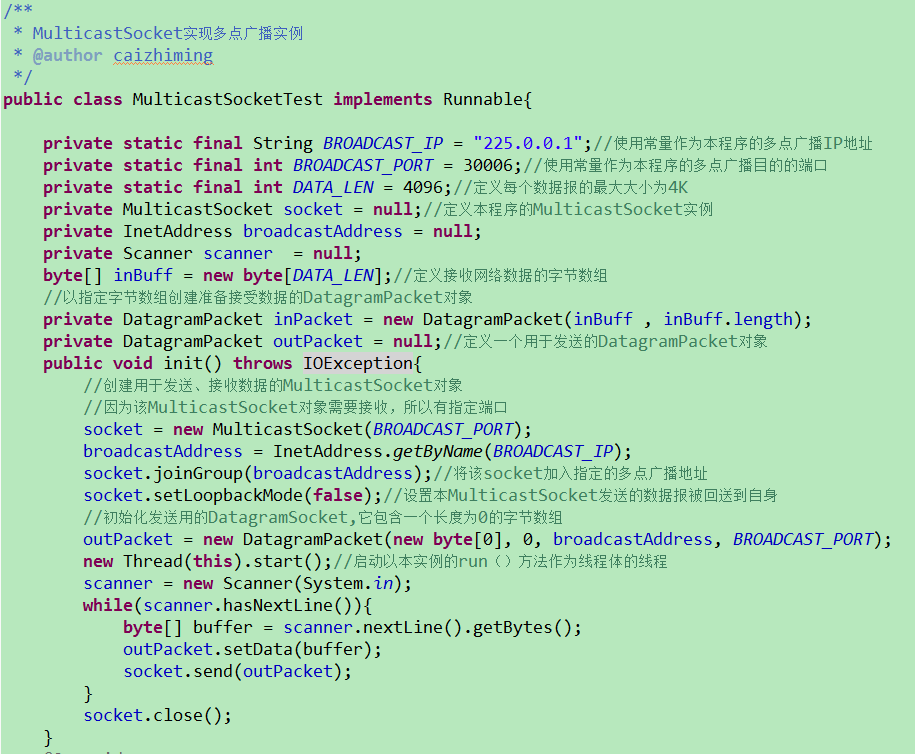 /**
 * MulticastSocket实现多点广播实例
 * @author caizhiming
 */
public class MulticastSocketTest implements Runnable{

    private static final String BROADCAST_IP = "225.0.0.1";//使用常量作为本程序的多点广播IP地址
    private static final int BROADCAST_PORT = 30006;//使用常量作为本程序的多点广播目的的端口
    private static final int DATA_LEN = 4096;//定义每个数据报的最大大小为4K
    private MulticastSocket socket = null;//定义本程序的MulticastSocket实例
    private InetAddress broadcastAddress = null;
    private Scanner scanner  = null;
    byte[] inBuff = new byte[DATA_LEN];//定义接收网络数据的字节数组
    //以指定字节数组创建准备接受数据的DatagramPacket对象
    private DatagramPacket inPacket = new DatagramPacket(inBuff , inBuff.length);
    private DatagramPacket outPacket = null;//定义一个用于发送的DatagramPacket对象
    public void init() throws IOException{
        //创建用于发送、接收数据的MulticastSocket对象
        //因为该MulticastSocket对象需要接收，所以有指定端口
        socket = new MulticastSocket(BROADCAST_PORT);
        broadcastAddress = InetAddress.getByName(BROADCAST_IP);
        socket.joinGroup(broadcastAddress);//将该socket加入指定的多点广播地址
        socket.setLoopbackMode(false);//设置本MulticastSocket发送的数据报被回送到自身
        //初始化发送用的DatagramSocket,它包含一个长度为0的字节数组
        outPacket = new DatagramPacket(new byte[0], 0, broadcastAddress, BROADCAST_PORT);
        new Thread(this).start();//启动以本实例的run（）方法作为线程体的线程
        scanner = new Scanner(System.in);
        while(scanner.hasNextLine()){
            byte[] buffer = scanner.nextLine().getBytes();
            outPacket.setData(buffer);
            socket.send(outPacket);
        }
        socket.close();
    }